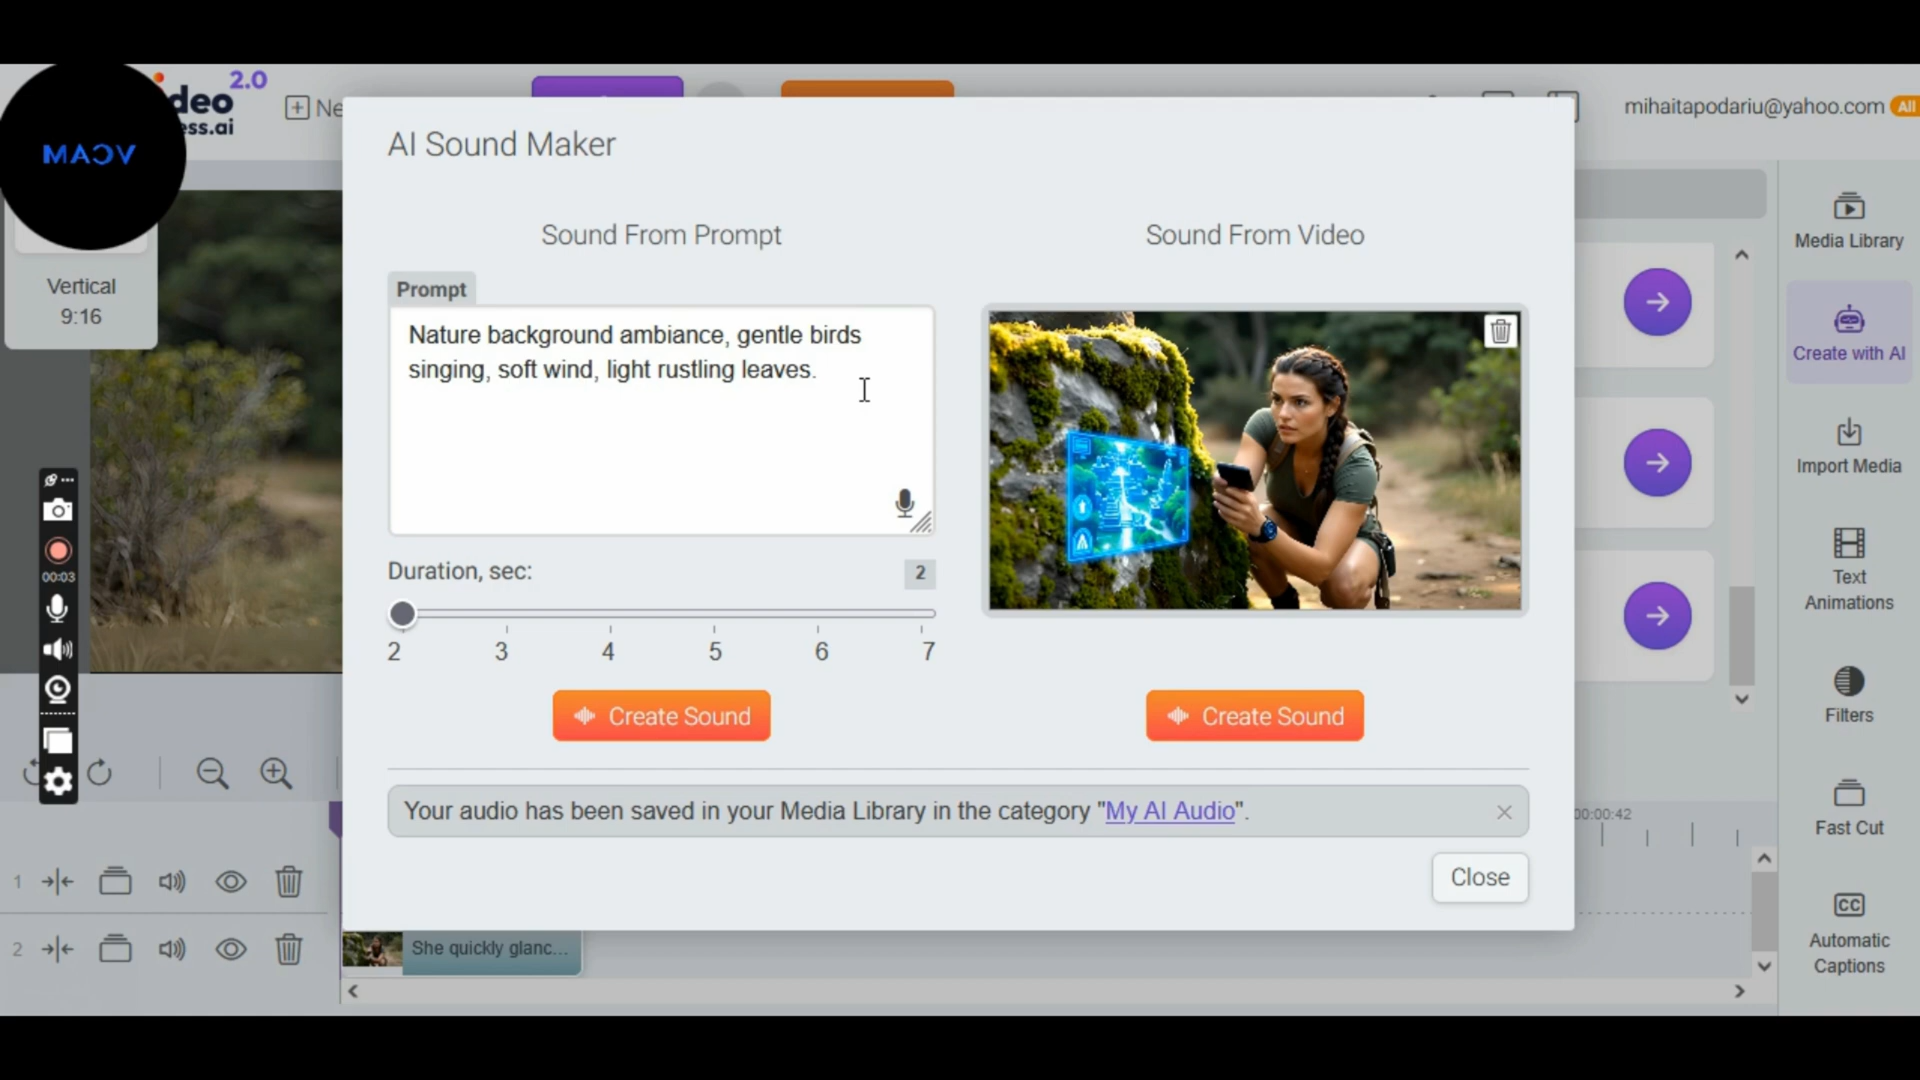 2.0
deo
ess.ai
Ne
mihaitapodariu@yahoo.com
All
VCAM
Vertical
9:16
00:03
AI Sound Maker
Sound From Prompt
Prompt
Nature background ambiance, gentle birds
singing, soft wind, light rustling leaves.
Duration, sec:
2
2 3 4 5 6 7
Create Sound
Sound From Video
Create Sound
Your audio has been saved in your Media Library in the category "My AI Audio".
Close
Media Library
Create with AI
Import Media
Text
Animations
Filters
Fast Cut
CC
Automatic
Captions
00:00:42
1
2
She quickly glanc...